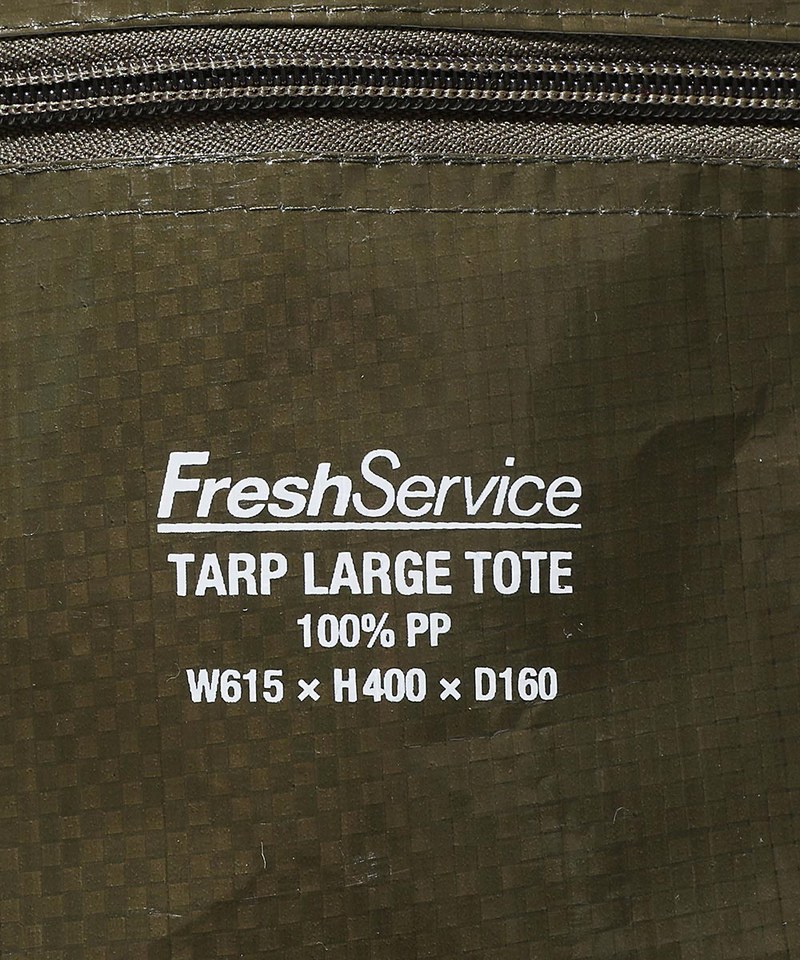 FreshService
TARP LARGE TOTE
100% PP
W615 × H400 × D160